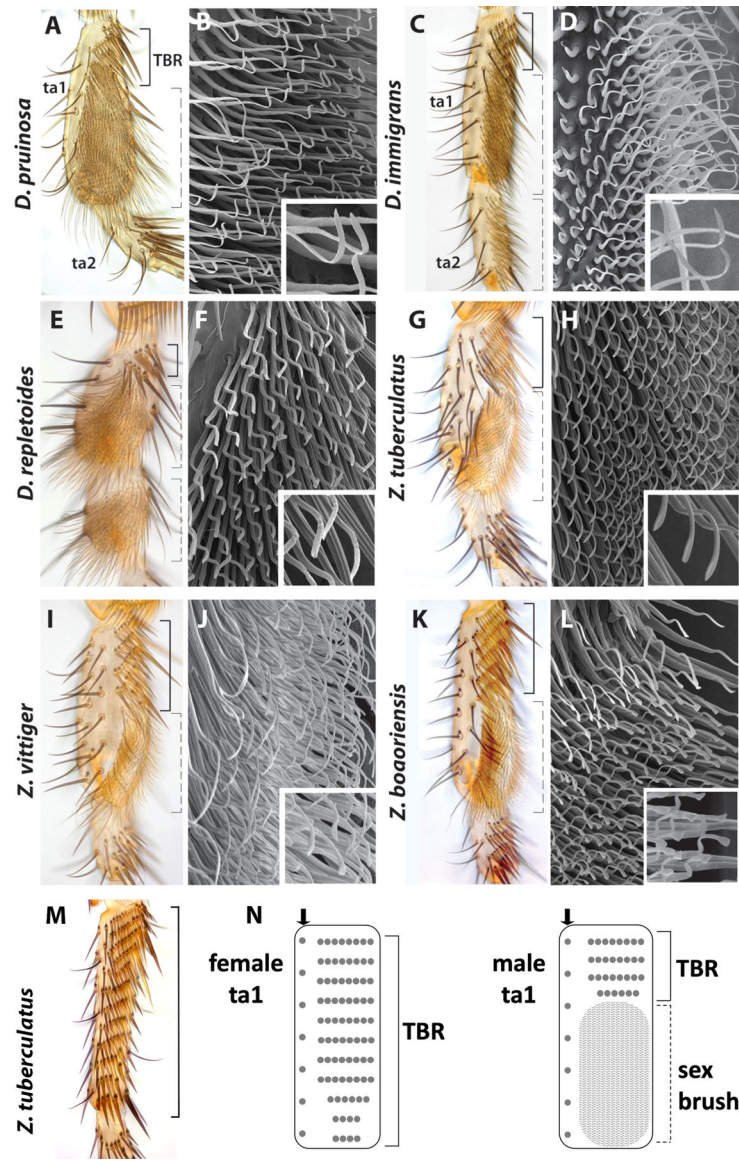 A
B
TBR
ta1
ta2
D. pruinosa
C
D
ta1
ta2
D. immigrans
E
F
D. repletoides
G
H
Z. tuberculatus
I
J
Z. vittiger
K
L
Z. boaoriensis
M
Z. tuberculatus
N
female
ta1
TBR
male
ta1
TBR
sex
brush